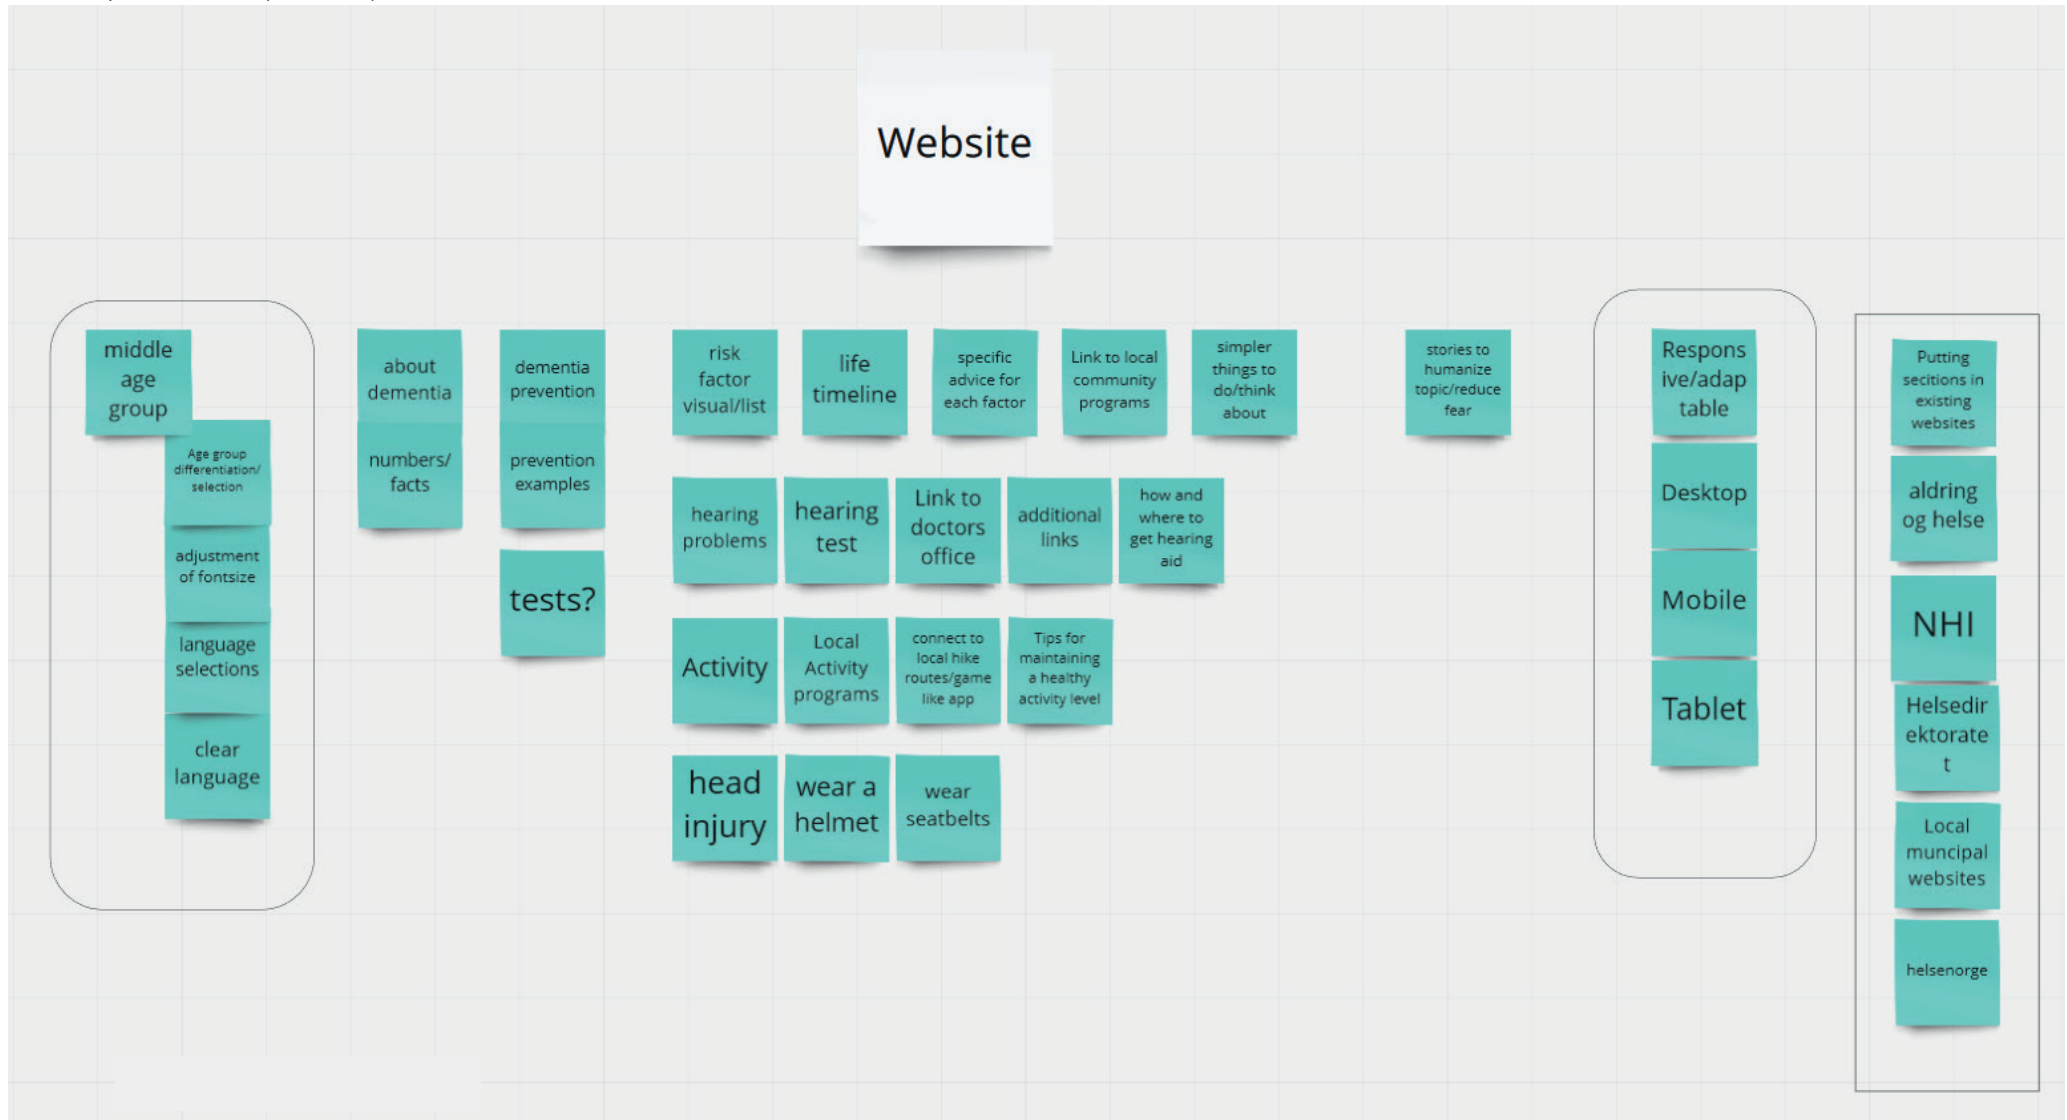 Website
middle
age
group
Age group
differentiation/
selection
adjustment
of fontsize
language
selections
clear
language
about
dementia
numbers/
facts
dementia
prevention
prevention
examples
tests?
risk
factor
visual/list
life
timeline
specific
advice for
each factor
Link to local
community
programs
simpler
things to
do/think
about
hearing
problems
hearing
test
Link to
doctors
office
additional
links
how and
where to
get hearing
aid
Activity
Local
Activity
programs
connect to
local hike
routes/game
like app
Tips for
maintaining
a healthy
activity level
head
injury
wear a
helmet
wear
seatbelts
stories to
humanize
topic/reduce
fear
Respons
ive/adap
table
Desktop
Mobile
Tablet
Putting
secitions in
existing
websites
aldring
og helse
NHI
Helsedir
ektorate
t
Local
muncipal
websites
helsenorge